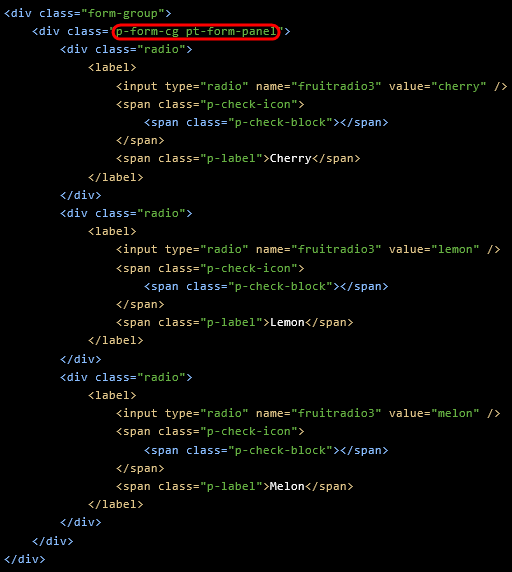 <div class="form-group">
<div class="p-form-cg pt-form-panel">
<div class="radio">
<label>
<input type="radio" name="fruitradio3" value="cherry" />
<span class="p-check-icon">
<span class="p-check-block"></span>
</span>
<span class="p-label">Cherry</span>
</label>
</div>
<div class="radio">
<label>
<input type="radio" name="fruitradio3" value="lemon" />
<span class="p-check-icon">
<span class="p-check-block"></span>
</span>
<span class="p-label">Lemon</span>
</label>
</div>
<div class="radio">
<label>
<input type="radio" name="fruitradio3" value="melon" />
<span class="p-check-icon">
<span class="p-check-block"></span>
</span>
<span class="p-label">Melon</span>
</label>
</div>
</div>
</div>